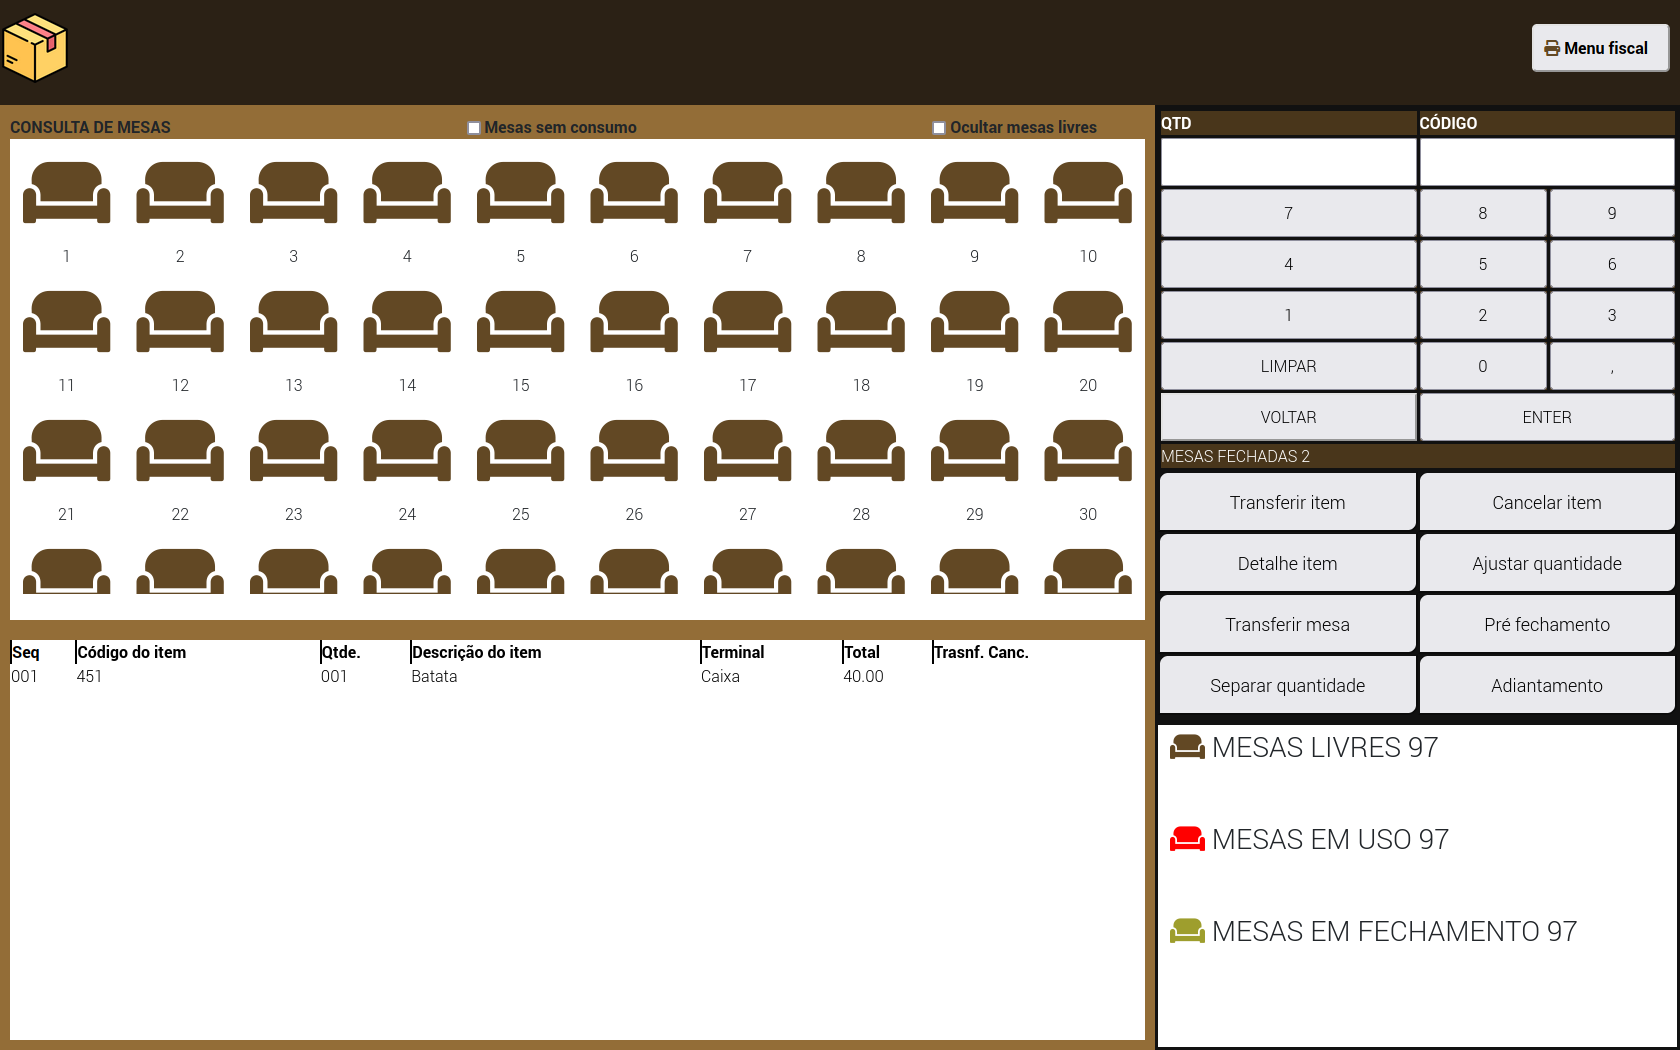 Menu fiscal
CONSULTA DE MESAS Mesas sem consumo Ocultar mesas livres
1 2 3 4 5 6 7 8 9 10
11 12 13 14 15 16 17 18 19 20
21 22 23 24 25 26 27 28 29 30
Seq Código do item Qtde. Descrição do item Terminal Total Trasnf. Canc.
001 451 001 Batata Caixa 40.00
QTD CÓDIGO
7 8 9
4 5 6
1 2 3
LIMPAR 0 ,
VOLTAR ENTER
MESAS FECHADAS 2
Transferir item Cancelar item
Detalhe item Ajustar quantidade
Transferir mesa Pré fechamento
Separar quantidade Adiantamento
MESAS LIVRES 97
MESAS EM USO 97
MESAS EM FECHAMENTO 97